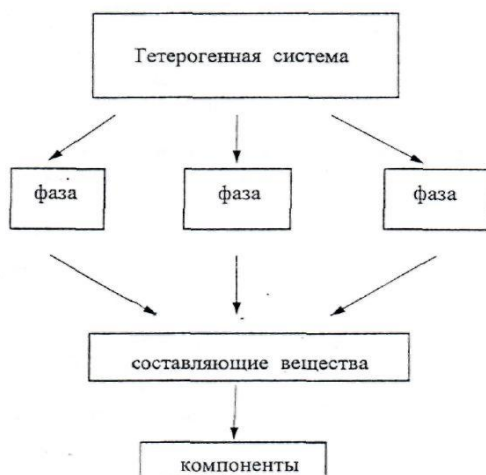 Гетерогенная система
фаза фаза фаза
составляющие вещества
компоненты